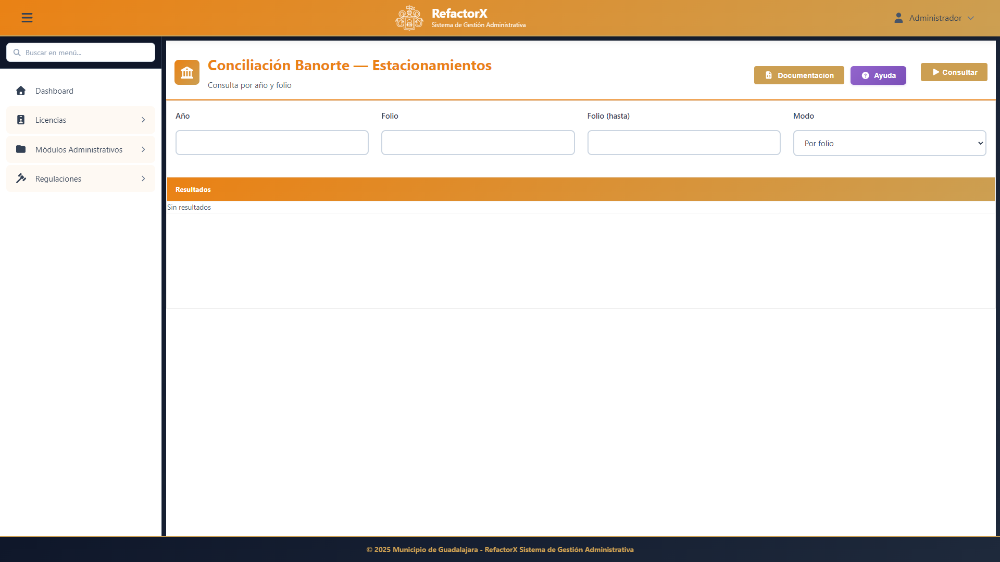 RefactorX
Sistema de Gestión Administrativa
Administrador
Buscar en menú...
Dashboard
Licencias
Módulos Administrativos
Regulaciones
Conciliación Banorte — Estacionamientos
Consulta por año y folio
Documentacion
Ayuda
Consultar
Año
Folio
Folio (hasta)
Modo
Por folio
Resultados
Sin resultados
© 2025 Municipio de Guadalajara - RefactorX Sistema de Gestión Administrativa